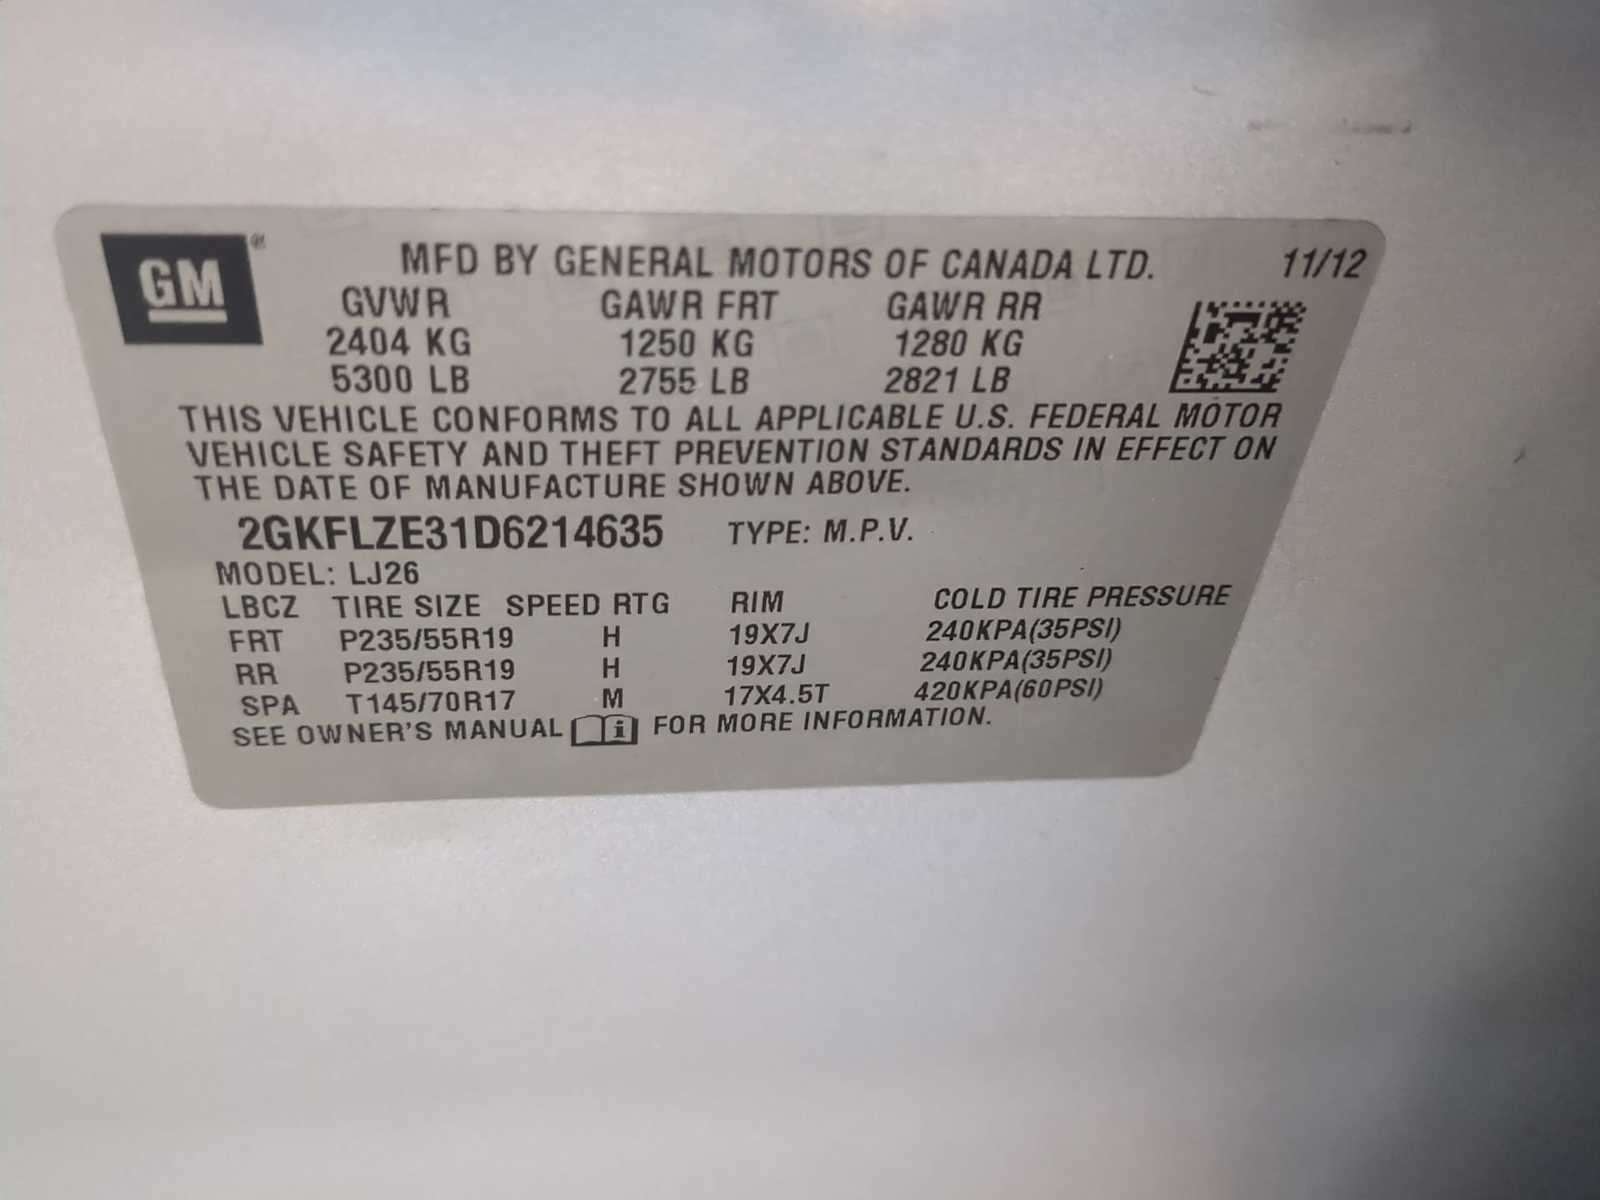 GM ®
MFD BY GENERAL MOTORS OF CANADA LTD. 11/12
GVWR GAWR FRT GAWR RR
2404 KG 1250 KG 1280 KG
5300 LB 2755 LB 2821 LB
THIS VEHICLE CONFORMS TO ALL APPLICABLE U.S. FEDERAL MOTOR
VEHICLE SAFETY AND THEFT PREVENTION STANDARDS IN EFFECT ON
THE DATE OF MANUFACTURE SHOWN ABOVE.
2GKFLZE31D6214635 TYPE: M.P.V.
MODEL: LJ26
LBCZ TIRE SIZE SPEED RTG RIM COLD TIRE PRESSURE
FRT P235/55R19 H 19X7J 240KPA(35PSI)
RR P235/55R19 H 19X7J 240KPA(35PSI)
SPA T145/70R17 M 17X4.5T 420KPA(60PSI)
SEE OWNER'S MANUAL i FOR MORE INFORMATION.